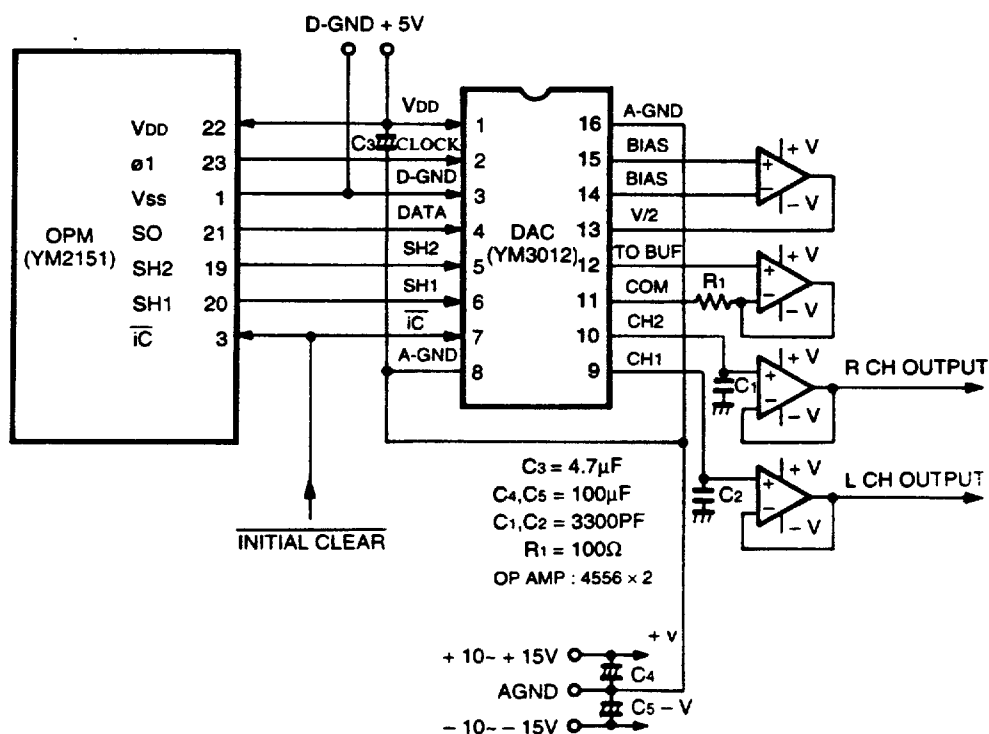 D-GND + 5V
OPM
(YM2151)
VDD 22
ø1 23
Vss 1
SO 21
SH2 19
SH1 20
iC 3
VDD
C3 CLOCK
D-GND
DATA
SH2
SH1
iC
A-GND
DAC
(YM3012)
1
2
3
4
5
6
7
8
16
15
14
13
12
11
10
9
A-GND
BIAS
BIAS
V/2
TO BUF
COM
CH2
CH1
R1
C1
C2
+ V
+
−
− V
+ V
+
−
− V
+ V
+
−
− V
R CH OUTPUT
+ V
+
−
− V
L CH OUTPUT
INITIAL CLEAR
C3 = 4.7µF
C4,C5 = 100µF
C1,C2 = 3300PF
R1 = 100Ω
OP AMP : 4556 × 2
+ v
+ 10~ + 15V
C4
AGND
C5 – V
– 10~ – 15V